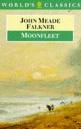 WORLD'S CLASSICS
JOHN MEADE
FALKNER
MOONFLEET